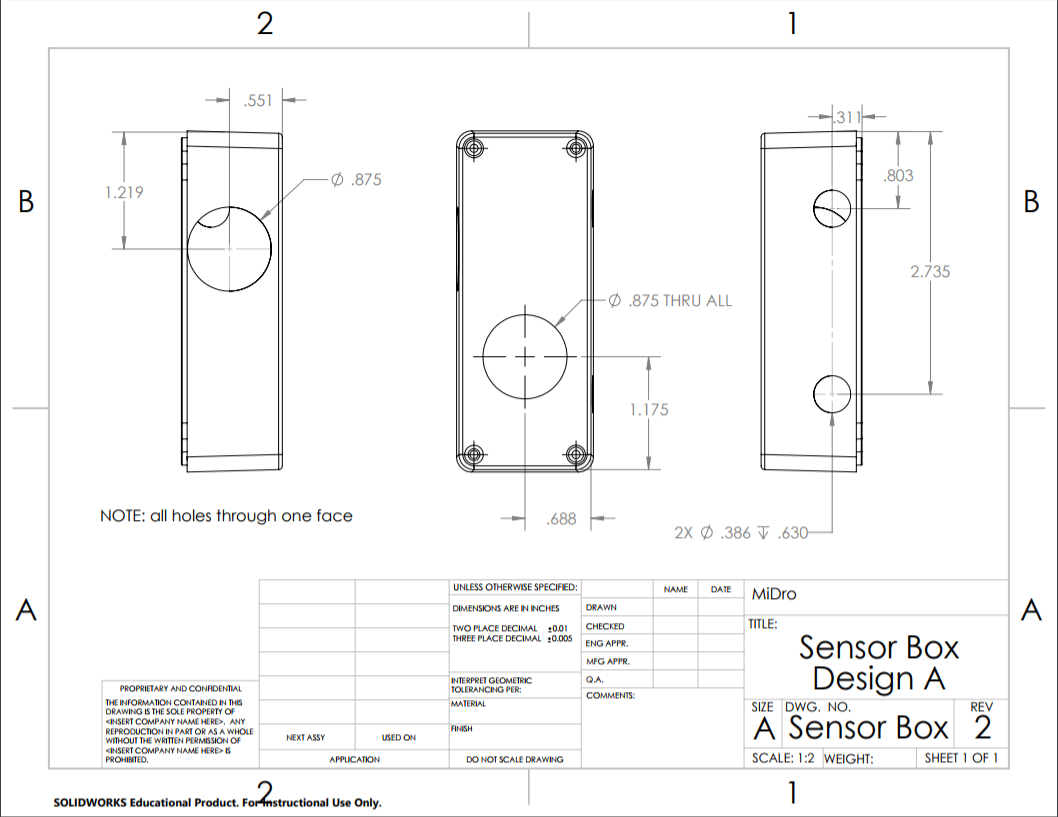 2
1
.551
.311
1.219
⌀ .875
.803
B
B
2.735
⌀ .875 THRU ALL
1.175
NOTE: all holes through one face
.688
2X ⌀ .386 ↧ .630
A
A
UNLESS OTHERWISE SPECIFIED:
DIMENSIONS ARE IN INCHES
TWO PLACE DECIMAL ±0.01
THREE PLACE DECIMAL ±0.005
INTERPRET GEOMETRIC
TOLERANCING PER:
MATERIAL
FINISH
DO NOT SCALE DRAWING
NAME
DATE
DRAWN
CHECKED
ENG APPR.
MFG APPR.
Q.A.
COMMENTS:
MiDro
TITLE:
Sensor Box
Design A
SIZE
A
DWG. NO.
Sensor Box
REV
2
SCALE: 1:2
WEIGHT:
SHEET 1 OF 1
PROPRIETARY AND CONFIDENTIAL
THE INFORMATION CONTAINED IN THIS
DRAWING IS THE SOLE PROPERTY OF
<INSERT COMPANY NAME HERE>. ANY
REPRODUCTION IN PART OR AS A WHOLE
WITHOUT THE WRITTEN PERMISSION OF
<INSERT COMPANY NAME HERE> IS
PROHIBITED.
NEXT ASSY
USED ON
APPLICATION
2
1
SOLIDWORKS Educational Product. For Instructional Use Only.